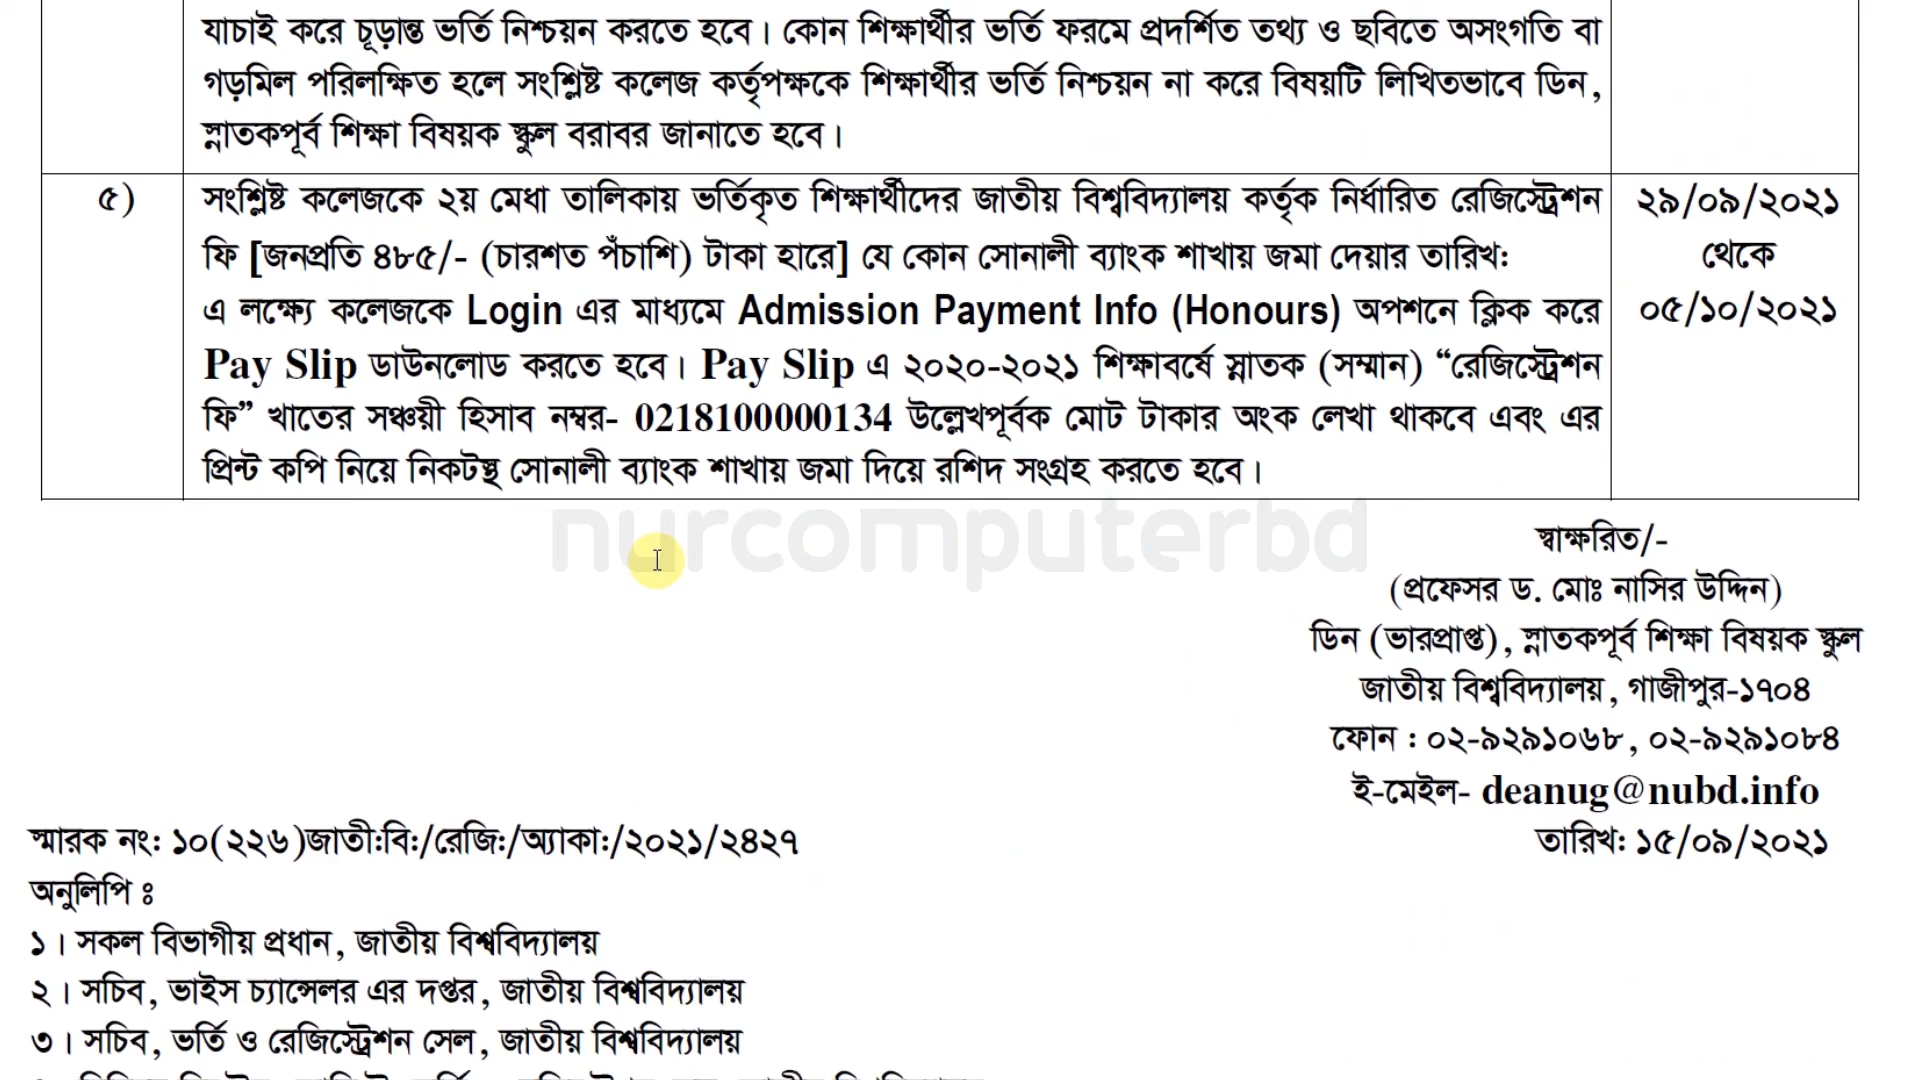 যাচাই করে চূড়ান্ত ভর্তি নিশ্চয়ন করতে হবে। কোন শিক্ষার্থীর ভর্তি ফরমে প্রদর্শিত তথ্য ও ছবিতে অসংগতি বা
গড়মিল পরিলক্ষিত হলে সংশ্লিষ্ট কলেজ কর্তৃপক্ষকে শিক্ষার্থীর ভর্তি নিশ্চয়ন না করে বিষয়টি লিখিতভাবে ডিন,
স্নাতকপূর্ব শিক্ষা বিষয়ক স্কুল বরাবর জানাতে হবে।
৫)
সংশ্লিষ্ট কলেজকে ২য় মেধা তালিকায় ভর্তিকৃত শিক্ষার্থীদের জাতীয় বিশ্ববিদ্যালয় কর্তৃক নির্ধারিত রেজিস্ট্রেশন
ফি [জনপ্রতি ৪৮৫/- (চারশত পঁচাশি) টাকা হারে] যে কোন সোনালী ব্যাংক শাখায় জমা দেয়ার তারিখ:
এ লক্ষ্যে কলেজকে Login এর মাধ্যমে Admission Payment Info (Honours) অপশনে ক্লিক করে
Pay Slip ডাউনলোড করতে হবে। Pay Slip এ ২০২০-২০২১ শিক্ষাবর্ষে স্নাতক (সম্মান) “রেজিস্ট্রেশন
ফি” খাতের সঞ্চয়ী হিসাব নম্বর- 0218100000134 উল্লেখপূর্বক মোট টাকার অংক লেখা থাকবে এবং এর
প্রিন্ট কপি নিয়ে নিকটস্থ সোনালী ব্যাংক শাখায় জমা দিয়ে রশিদ সংগ্রহ করতে হবে।
২৯/০৯/২০২১
থেকে
০৫/১০/২০২১
nurcomputerbd
স্বাক্ষরিত/-
(প্রফেসর ড. মোঃ নাসির উদ্দিন)
ডিন (ভারপ্রাপ্ত), স্নাতকপূর্ব শিক্ষা বিষয়ক স্কুল
জাতীয় বিশ্ববিদ্যালয়, গাজীপুর-১৭০৪
ফোন : ০২-৯২৯১০৬৮, ০২-৯২৯১০৮৪
ই-মেইল- deanug@nubd.info
স্মারক নং: ১০(২২৬)জাতী:বি:/রেজি:/অ্যাকা:/২০২১/২৪২৭
তারিখ: ১৫/০৯/২০২১
অনুলিপি ঃ
১। সকল বিভাগীয় প্রধান, জাতীয় বিশ্ববিদ্যালয়
২। সচিব, ভাইস চ্যান্সেলর এর দপ্তর, জাতীয় বিশ্ববিদ্যালয়
৩। সচিব, ভর্তি ও রেজিস্ট্রেশন সেল, জাতীয় বিশ্ববিদ্যালয়